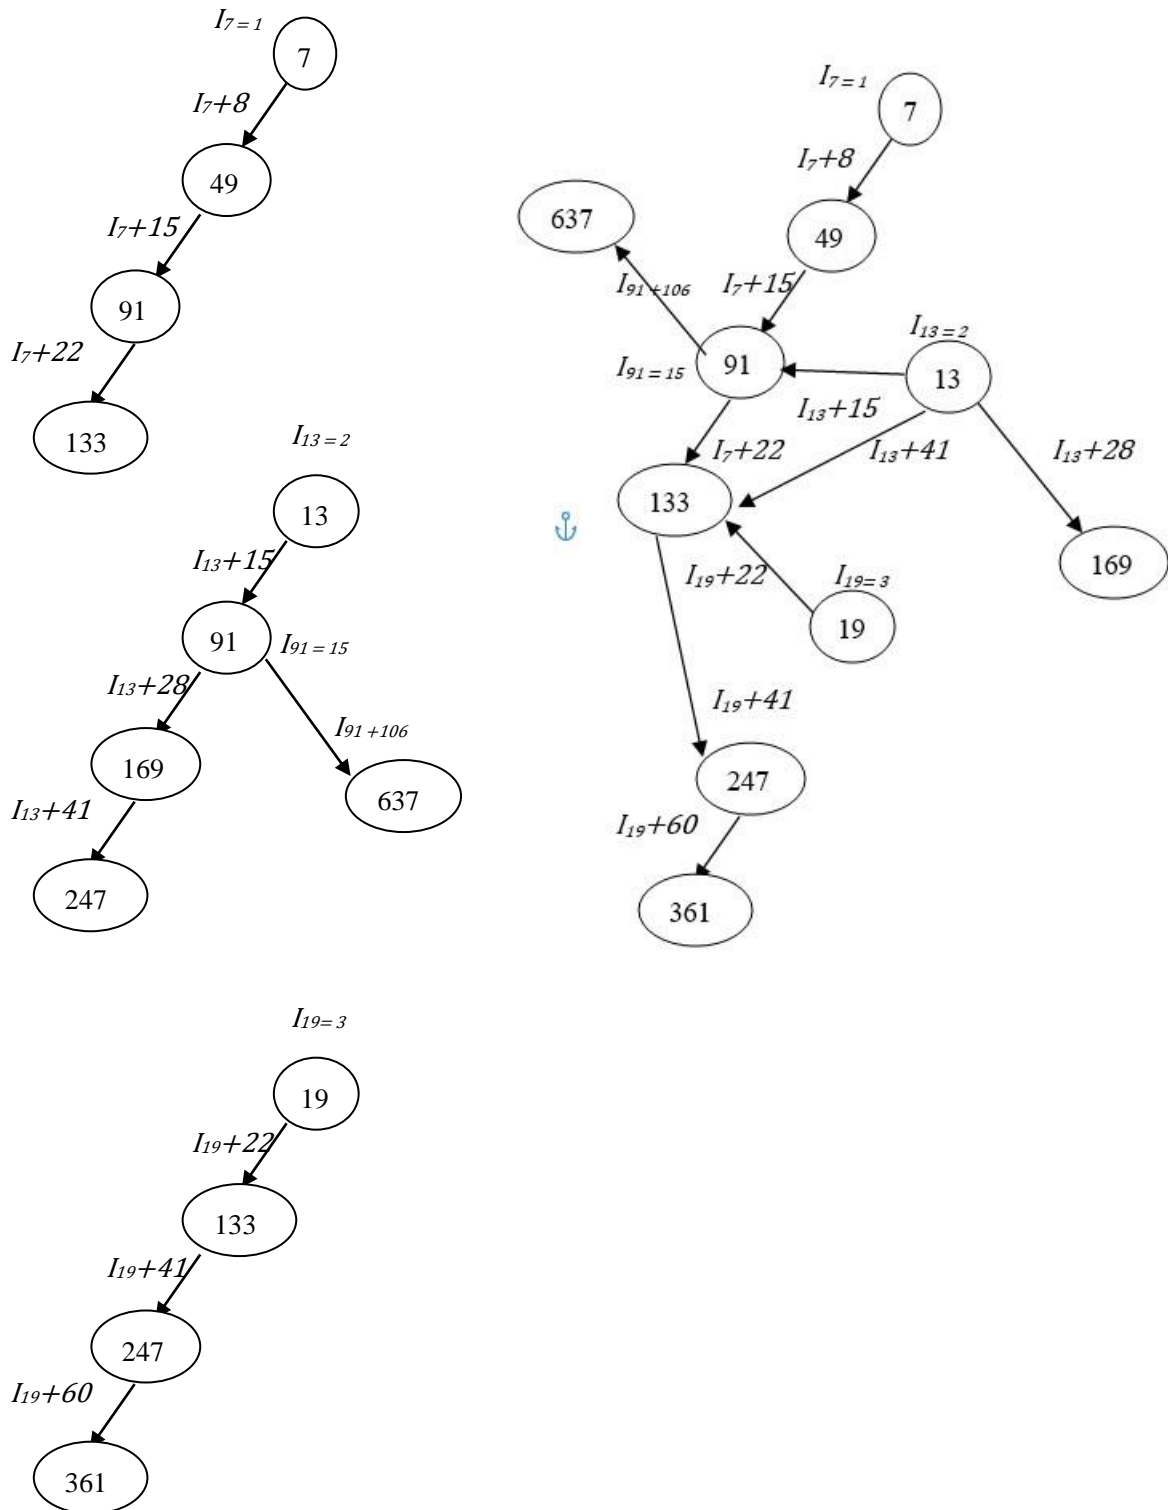 I7 = 1
7
I7+8
49
I7+15
91
I7+22
133
I13 = 2
13
I13+15
91
I91 = 15
I13+28
I91 +106
169
637
I13+41
247
I19= 3
19
I19+22
133
I19+41
247
I19+60
361
I7 = 1
7
I7+8
637
49
I91 +106
I7+15
I13 = 2
I91 = 15
91
13
I13+15
I7+22
I13+41
I13+28
133
169
I19+22
I19= 3
19
I19+41
247
I19+60
361